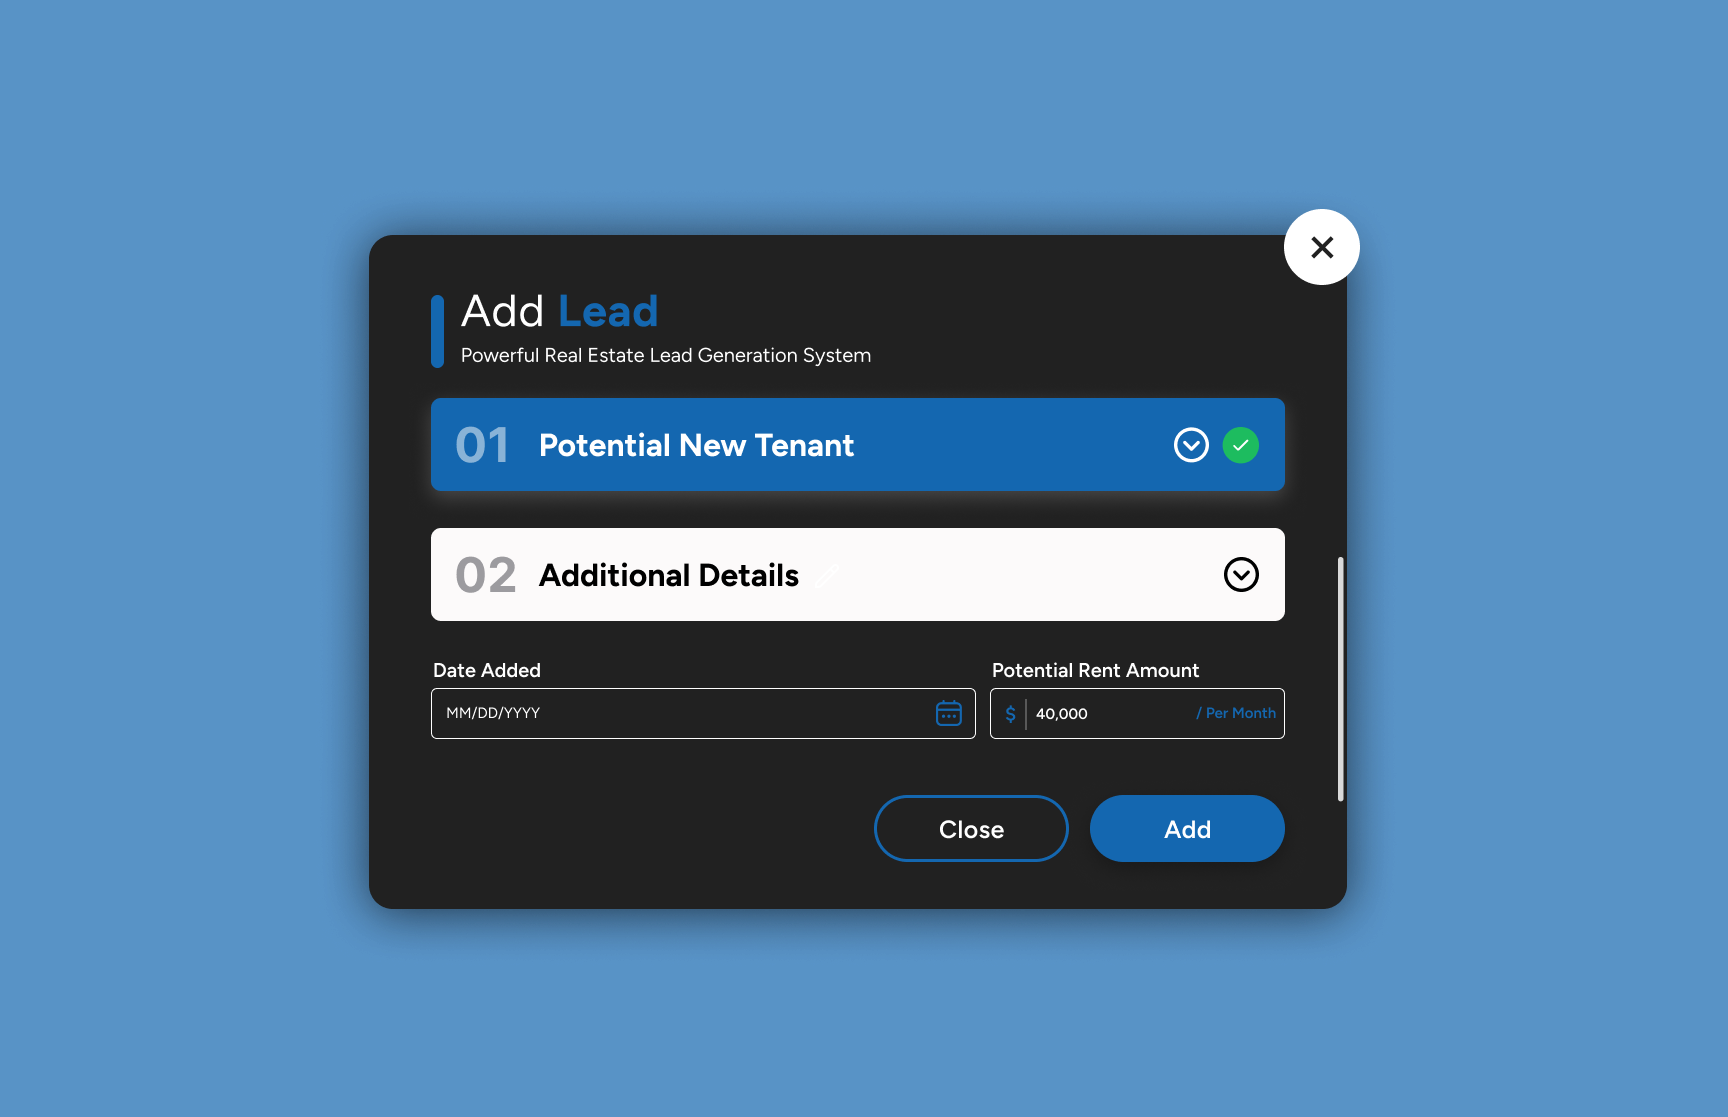 Add Lead
Powerful Real Estate Lead Generation System
01 Potential New Tenant
02 Additional Details
Date Added
Potential Rent Amount
MM/DD/YYYY
$ 40,000 / Per Month
Close
Add